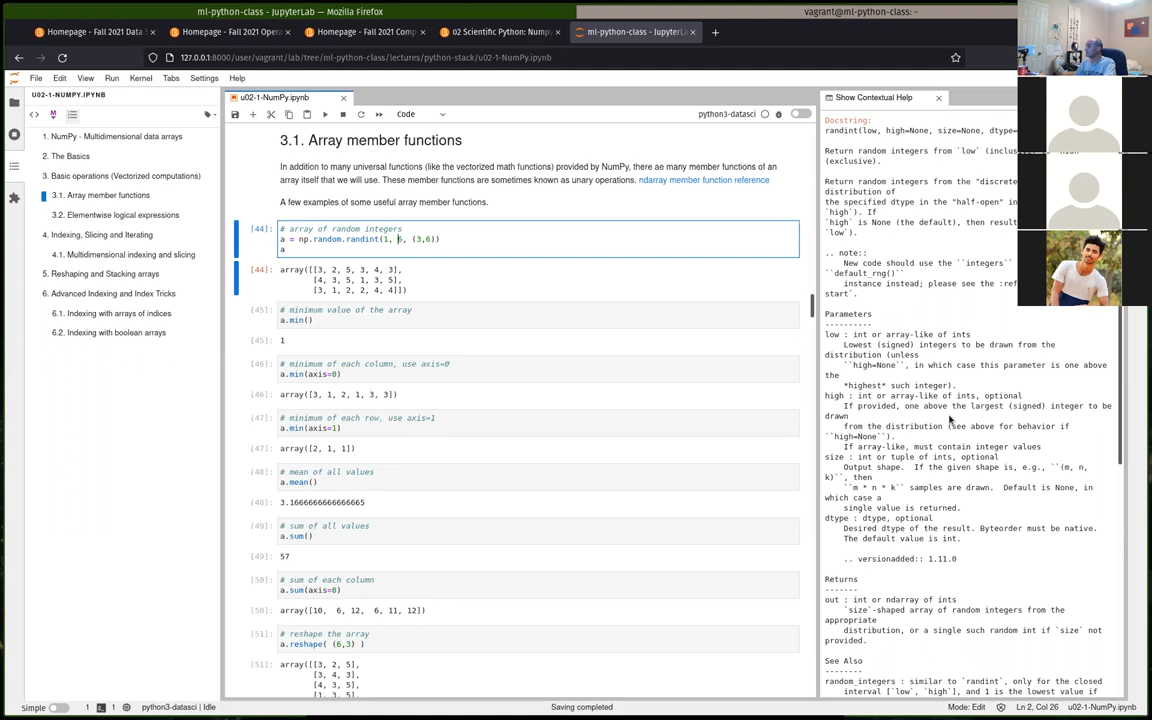 ml-python-class - JupyterLab — Mozilla Firefox
vagrant@ml-python-class: ~
Homepage - Fall 2021 Data
Homepage - Fall 2021 Opera
Homepage - Fall 2021 Comp
02 Scientific Python: NumPy,
ml-python-class - JupyterLa
127.0.0.1:8000/user/vagrant/lab/tree/ml-python-class/lectures/python-stack/u02-1-NumPy.ipynb
File Edit View Run Kernel Tabs Settings Help
U02-1-NUMPY.IPYNB
1. NumPy - Multidimensional data arrays
2. The Basics
3. Basic operations (Vectorized computations)
3.1. Array member functions
3.2. Elementwise logical expressions
4. Indexing, Slicing and Iterating
4.1. Multidimensional indexing and slicing
5. Reshaping and Stacking arrays
6. Advanced Indexing and Index Tricks
6.1. Indexing with arrays of indices
6.2. Indexing with boolean arrays
u02-1-NumPy.ipynb
Code
python3-datasci
3.1. Array member functions
In addition to many universal functions (like the vectorized math functions) provided by NumPy, there as many member functions of an
array itself that we will use. These member functions are sometimes known as unary operations. ndarray member function reference
A few examples of some useful array member functions.
[44]: # array of random integers
a = np.random.randint(1, 6, (3,6))
a
[44]: array([[3, 2, 5, 3, 4, 3],
[4, 3, 5, 1, 3, 5],
[3, 1, 2, 2, 4, 4]])
[45]: # minimum value of the array
a.min()
[45]: 1
[46]: # minimum of each column, use axis=0
a.min(axis=0)
[46]: array([3, 1, 2, 1, 3, 3])
[47]: # minimum of each row, use axis=1
a.min(axis=1)
[47]: array([2, 1, 1])
[48]: # mean of all values
a.mean()
[48]: 3.1666666666666665
[49]: # sum of all values
a.sum()
[49]: 57
[50]: # sum of each column
a.sum(axis=0)
[50]: array([10, 6, 12, 6, 11, 12])
[51]: # reshape the array
a.reshape( (6,3) )
[51]: array([[3, 2, 5],
[3, 4, 3],
[4, 3, 5],
[1, 3, 5],
Show Contextual Help
Docstring:
randint(low, high=None, size=None, dtype=
Return random integers from `low` (inclus
(exclusive).
Return random integers from the "discrete
distribution of
the specified dtype in the "half-open" in
`high`). If
`high` is None (the default), then result
`low`).
.. note::
New code should use the ``integers``
``default_rng()``
instance instead; please see the :ref
start`.
Parameters
----------
low : int or array-like of ints
Lowest (signed) integers to be drawn from the
distribution (unless
``high=None``, in which case this parameter is one above
the
*highest* such integer).
high : int or array-like of ints, optional
If provided, one above the largest (signed) integer to be
drawn
from the distribution (see above for behavior if
``high=None``).
If array-like, must contain integer values
size : int or tuple of ints, optional
Output shape. If the given shape is, e.g., ``(m, n,
k)``, then
``m * n * k`` samples are drawn. Default is None, in
which case a
single value is returned.
dtype : dtype, optional
Desired dtype of the result. Byteorder must be native.
The default value is int.
.. versionadded:: 1.11.0
Returns
-------
out : int or ndarray of ints
`size`-shaped array of random integers from the
appropriate
distribution, or a single such random int if `size` not
provided.
See Also
--------
random_integers : similar to `randint`, only for the closed
interval [`low`, `high`], and 1 is the lowest value if
Simple
1
1
python3-datasci | Idle
Saving completed
Mode: Edit
Ln 2, Col 26
u02-1-NumPy.ipynb